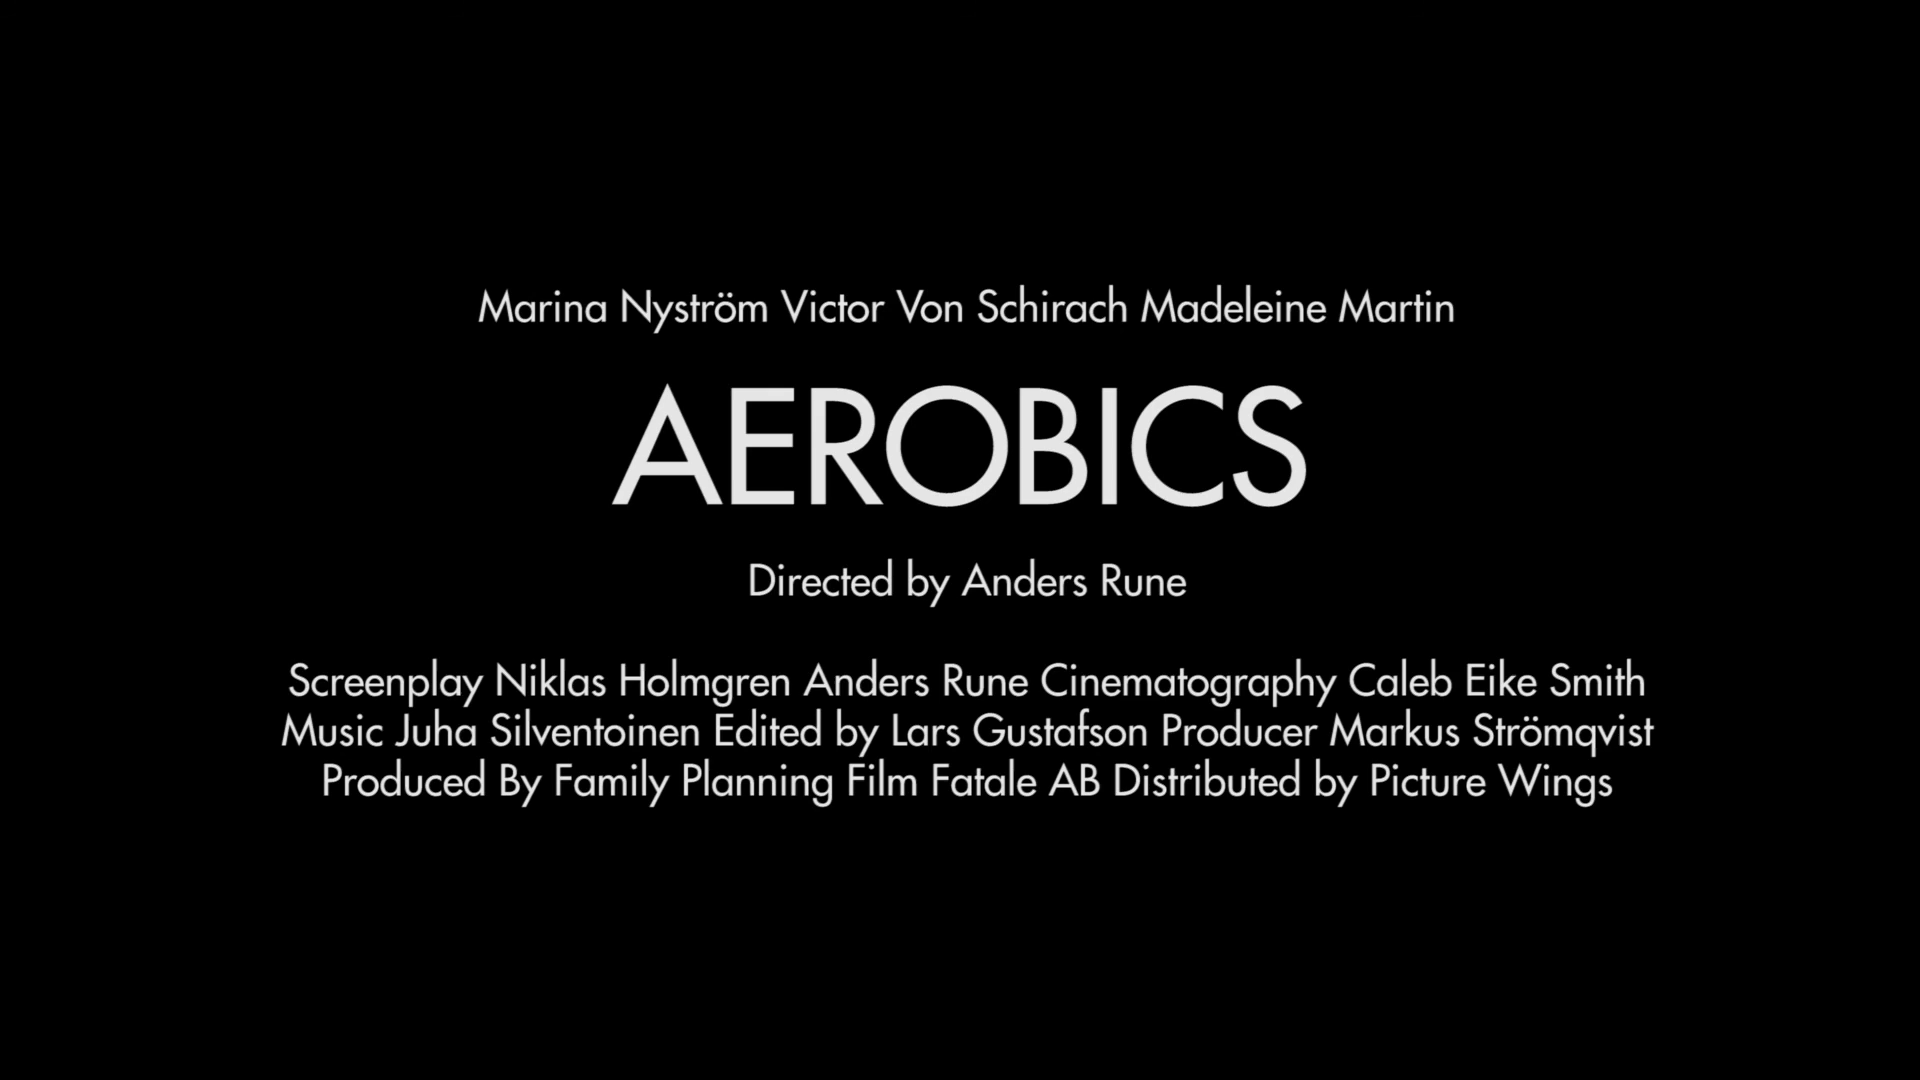 Marina Nyström Victor Von Schirach Madeleine Martin
AEROBICS
Directed by Anders Rune
Screenplay Niklas Holmgren Anders Rune Cinematography Caleb Eike Smith
Music Juha Silventoinen Edited by Lars Gustafson Producer Markus Strömqvist
Produced By Family Planning Film Fatale AB Distributed by Picture Wings